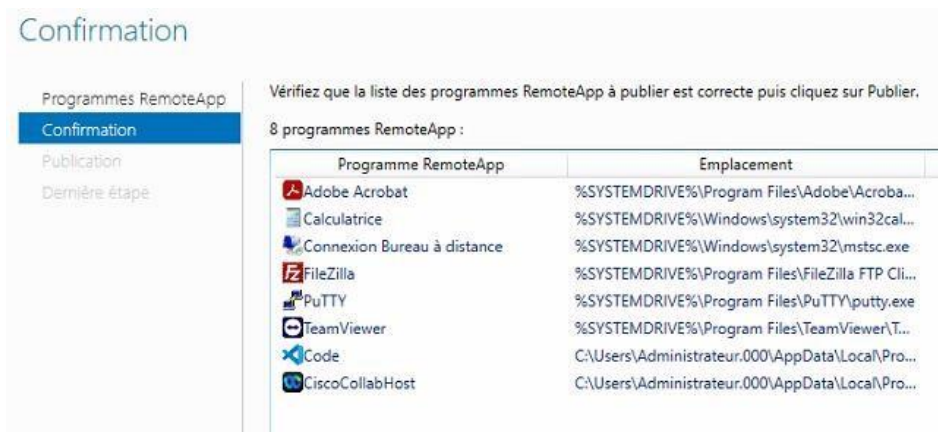 Confirmation
Programmes RemoteApp
Confirmation
Publication
Dernière étape
Vérifiez que la liste des programmes RemoteApp à publier est correcte puis cliquez sur Publier.
8 programmes RemoteApp :
Programme RemoteApp Emplacement
Adobe Acrobat %SYSTEMDRIVE%\Program Files\Adobe\Acroba...
Calculatrice %SYSTEMDRIVE%\Windows\system32\win32cal...
Connexion Bureau à distance %SYSTEMDRIVE%\Windows\system32\mstsc.exe
FileZilla %SYSTEMDRIVE%\Program Files\FileZilla FTP Cli...
PuTTY %SYSTEMDRIVE%\Program Files\PuTTY\putty.exe
TeamViewer %SYSTEMDRIVE%\Program Files\TeamViewer\T...
Code C:\Users\Administrateur.000\AppData\Local\Pro...
CiscoCollabHost C:\Users\Administrateur.000\AppData\Local\Pro...